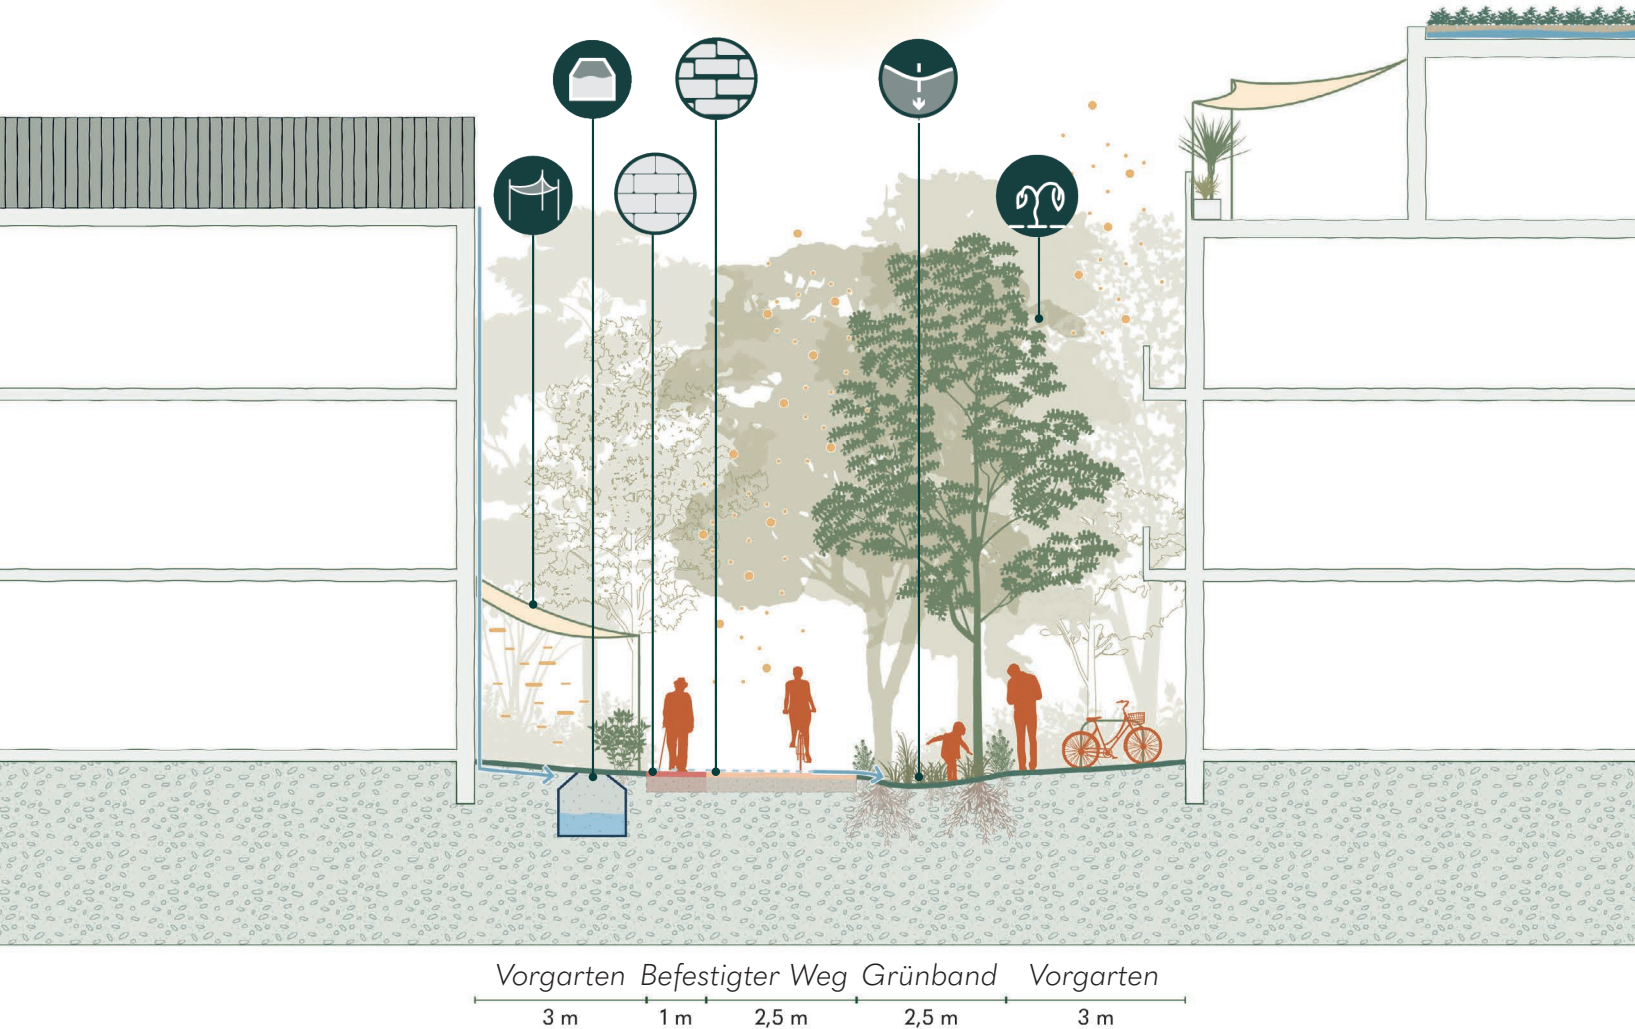 Vorgarten Befestigter Weg Grünband Vorgarten
3 m 1 m 2,5 m 2,5 m 3 m